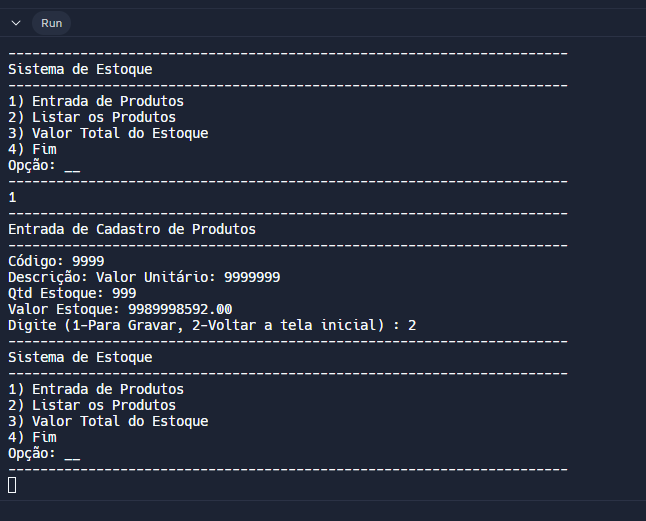 Run
----------------------------------------------------------------------
Sistema de Estoque
----------------------------------------------------------------------
1) Entrada de Produtos
2) Listar os Produtos
3) Valor Total do Estoque
4) Fim
Opção: __
----------------------------------------------------------------------
1
----------------------------------------------------------------------
Entrada de Cadastro de Produtos
----------------------------------------------------------------------
Código: 9999
Descrição: Valor Unitário: 9999999
Qtd Estoque: 999
Valor Estoque: 9989998592.00
Digite (1-Para Gravar, 2-Voltar a tela inicial) : 2
----------------------------------------------------------------------
Sistema de Estoque
----------------------------------------------------------------------
1) Entrada de Produtos
2) Listar os Produtos
3) Valor Total do Estoque
4) Fim
Opção: __
----------------------------------------------------------------------